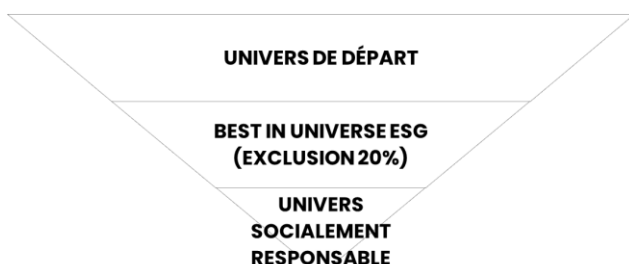 UNIVERS DE DÉPART
BEST IN UNIVERSE ESG
(EXCLUSION 20%)
UNIVERS
SOCIALEMENT
RESPONSABLE